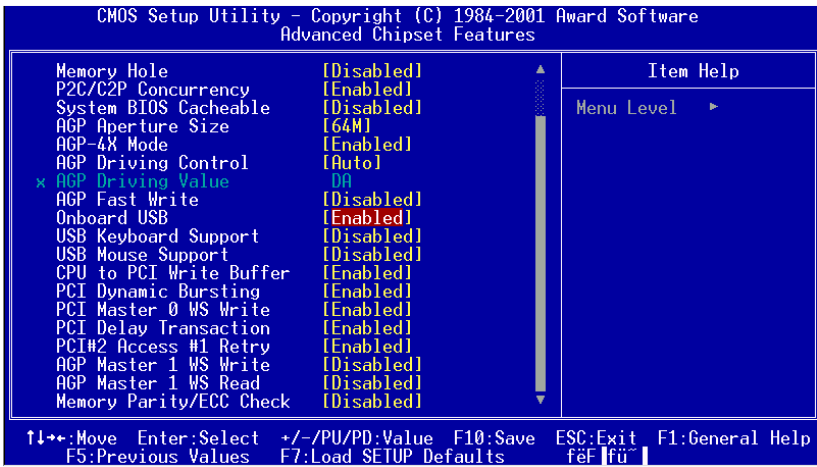 CMOS Setup Utility - Copyright (C) 1984-2001 Award Software
Advanced Chipset Features
Memory Hole [Disabled]
P2C/C2P Concurrency [Enabled]
System BIOS Cacheable [Disabled]
AGP Aperture Size [64M]
AGP-4X Mode [Enabled]
AGP Driving Control [Auto]
x AGP Driving Value DA
AGP Fast Write [Disabled]
Onboard USB [Enabled]
USB Keyboard Support [Disabled]
USB Mouse Support [Disabled]
CPU to PCI Write Buffer [Enabled]
PCI Dynamic Bursting [Enabled]
PCI Master 0 WS Write [Enabled]
PCI Delay Transaction [Enabled]
PCI#2 Access #1 Retry [Enabled]
AGP Master 1 WS Write [Disabled]
AGP Master 1 WS Read [Disabled]
Memory Parity/ECC Check [Disabled]
Item Help
Menu Level ►
↑↓→←:Move Enter:Select +/-/PU/PD:Value F10:Save ESC:Exit F1:General Help
F5:Previous Values F7:Load SETUP Defaults fëF fü